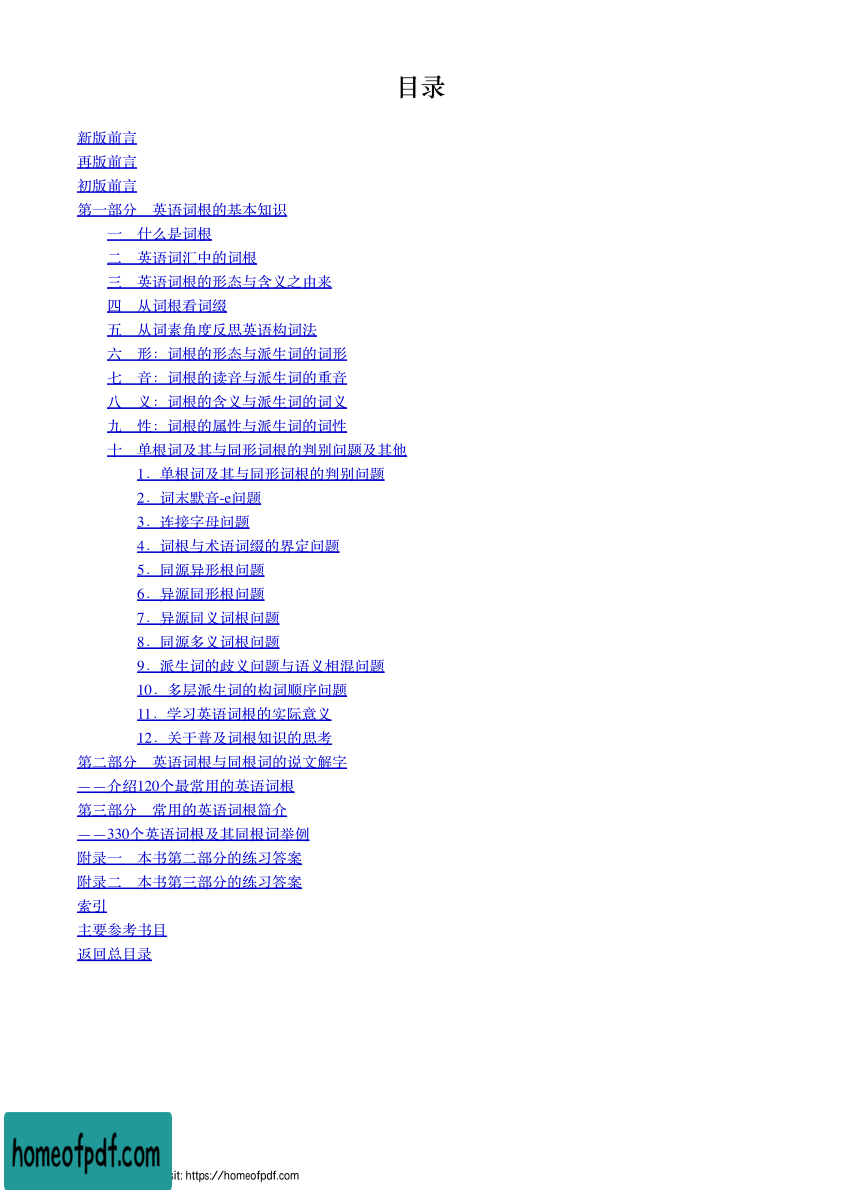 目录
新版前言
再版前言
初版前言
第一部分　英语词根的基本知识
一　什么是词根
二　英语词汇中的词根
三　英语词根的形态与含义之由来
四　从词根看词缀
五　从词素角度反思英语构词法
六　形：词根的形态与派生词的词形
七　音：词根的读音与派生词的重音
八　义：词根的含义与派生词的词义
九　性：词根的属性与派生词的词性
十　单根词及其与同形词根的判别问题及其他
1．单根词及其与同形词根的判别问题
2．词末默音-e问题
3．连接字母问题
4．词根与术语词缀的界定问题
5．同源异形根问题
6．异源同形根问题
7．异源同义词根问题
8．同源多义词根问题
9．派生词的歧义问题与语义相混问题
10．多层派生词的构词顺序问题
11．学习英语词根的实际意义
12．关于普及词根知识的思考
第二部分　英语词根与同根词的说文解字
——介绍120个最常用的英语词根
第三部分　常用的英语词根简介
——330个英语词根及其同根词举例
附录一　本书第二部分的练习答案
附录二　本书第三部分的练习答案
索引
主要参考书目
返回总目录
homeofpdf.com
sit: https://homeofpdf.com